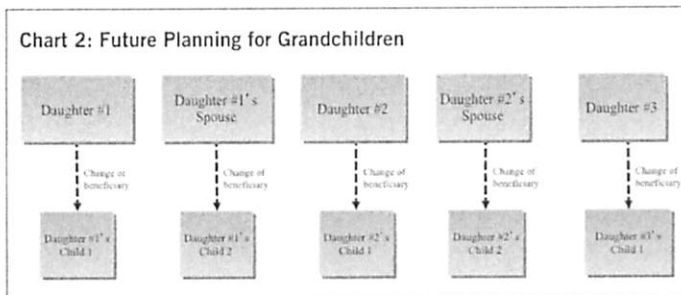 Chart 2: Future Planning for Grandchildren
Daughter #1
Daughter #1's
Spouse
Daughter #2
Daughter #2's
Spouse
Daughter #3
Change of
beneficiary
Change of
beneficiary
Change of
beneficiary
Change of
beneficiary
Change of
beneficiary
Daughter #1's
Child 1
Daughter #1's
Child 2
Daughter #2's
Child 1
Daughter #2's
Child 2
Daughter #3's
Child 1